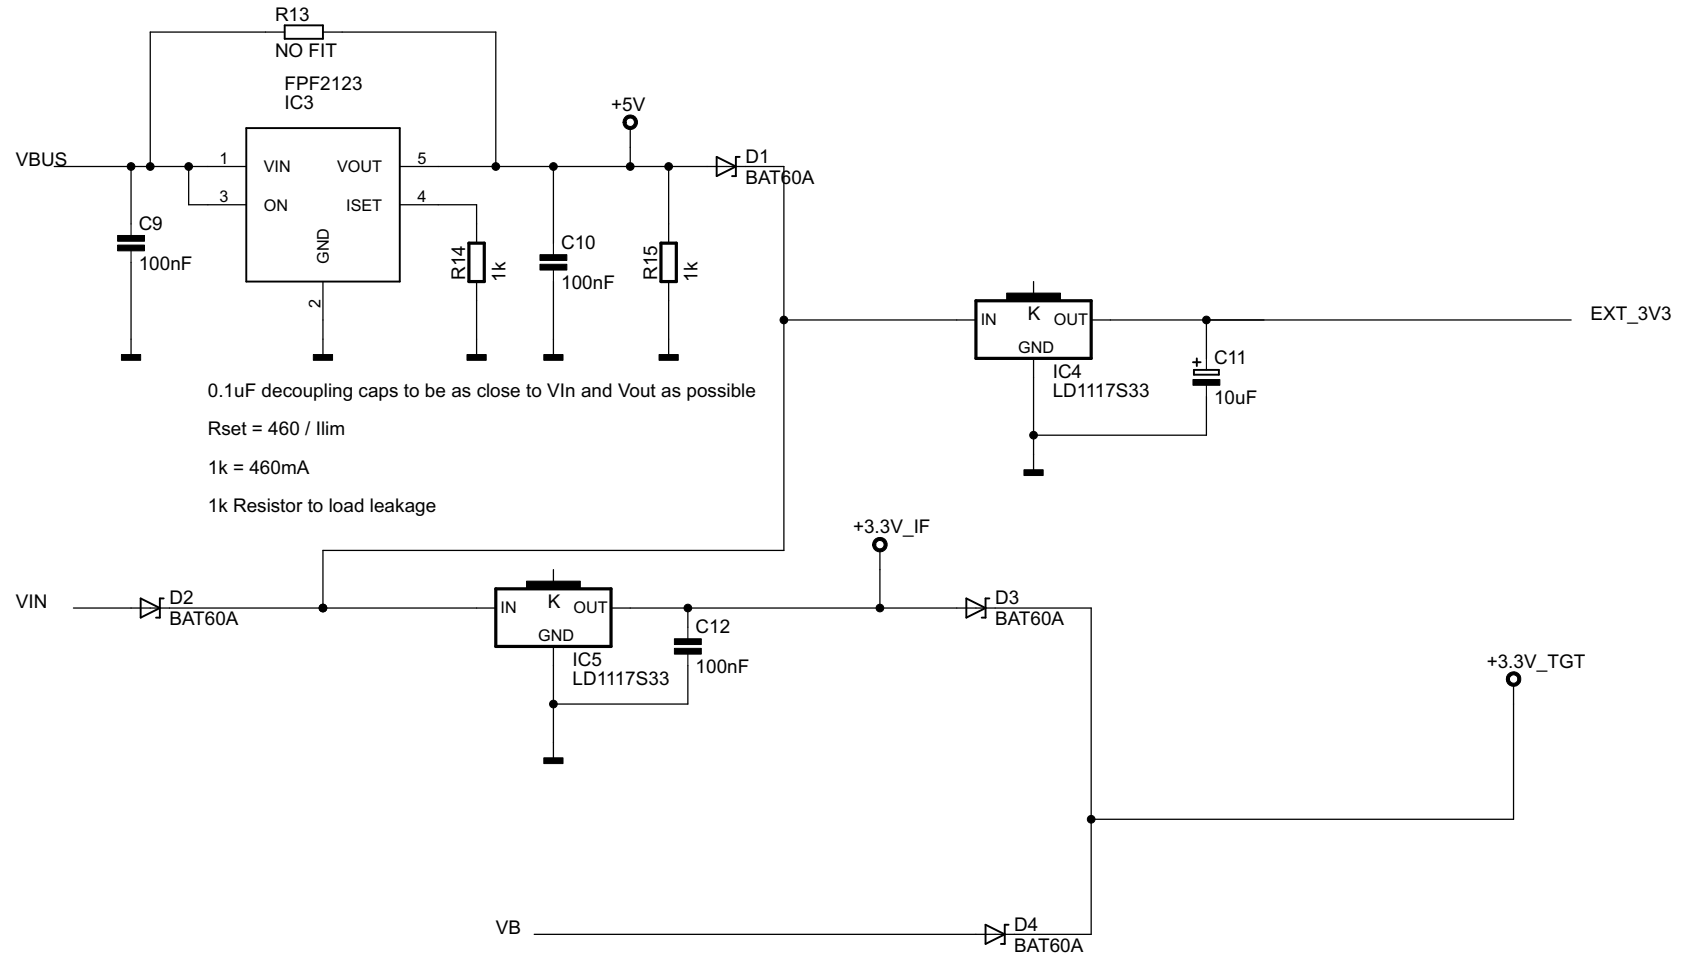 R13
NO FIT
FPF2123
IC3
+5V
VBUS
1
VIN
VOUT
5
D1
BAT60A
3
ON
ISET
4
GND
2
C9
100nF
R14
1k
C10
100nF
R15
1k
IN
K
OUT
GND
IC4
LD1117S33
EXT_3V3
+
C11
10uF
0.1uF decoupling caps to be as close to VIn and Vout as possible
Rset = 460 / Ilim
1k = 460mA
1k Resistor to load leakage
+3.3V_IF
VIN
D2
BAT60A
IN
K
OUT
GND
IC5
LD1117S33
C12
100nF
D3
BAT60A
+3.3V_TGT
VB
D4
BAT60A